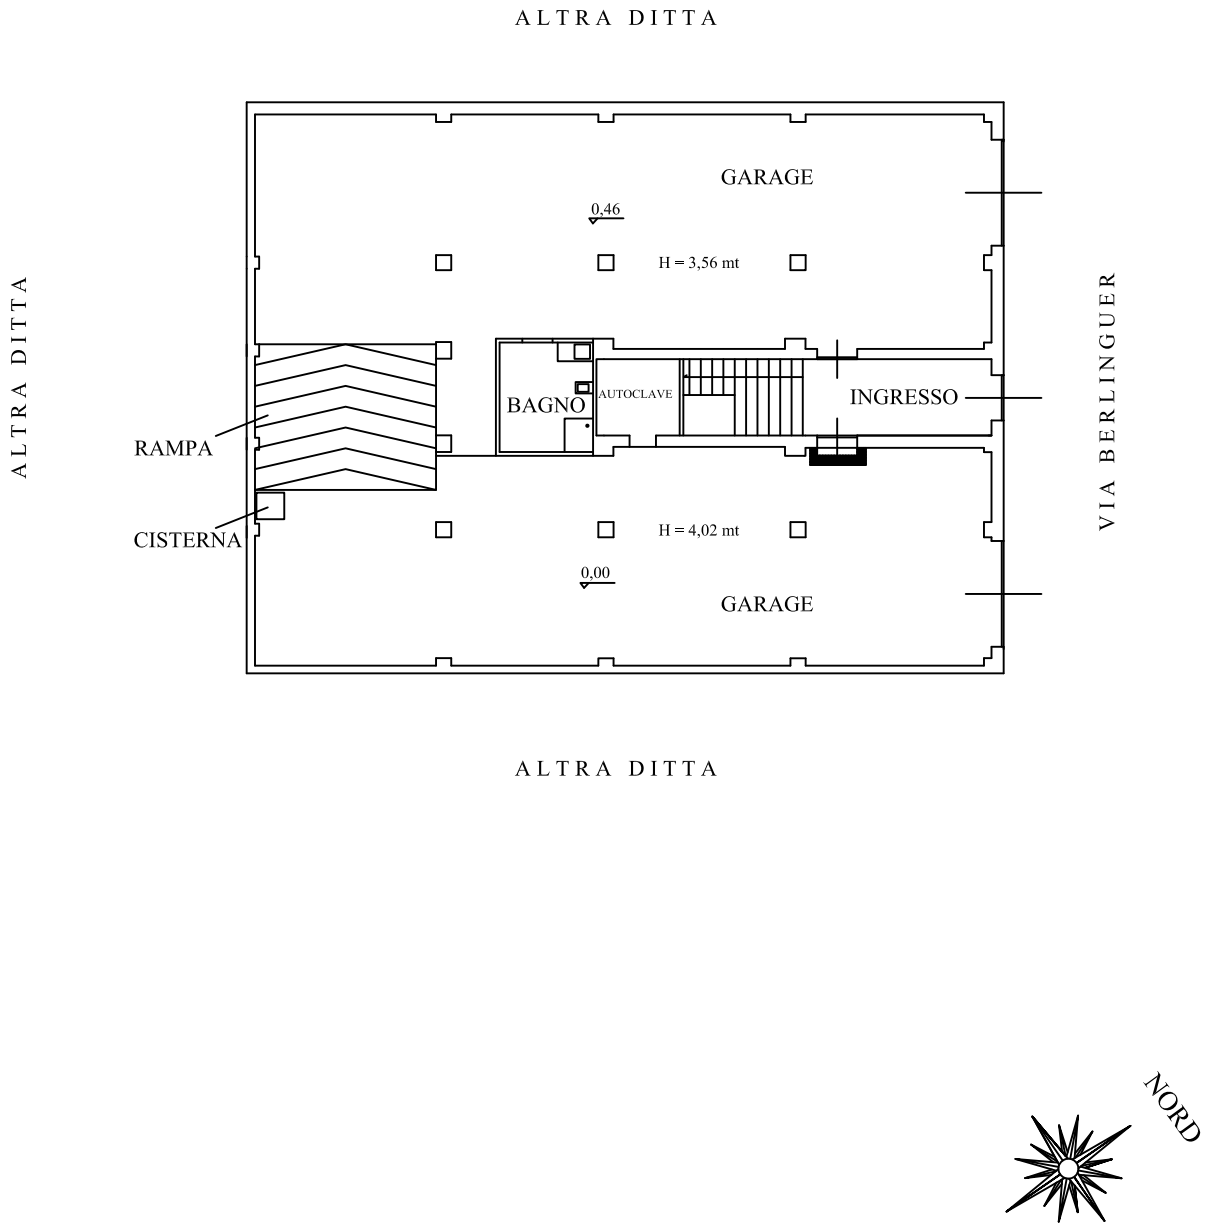 ALTRA DITTA
GARAGE
0,46
H = 3,56 mt
ALTRA DITTA
VIA BERLINGUER
BAGNO
AUTOCLAVE
INGRESSO
RAMPA
CISTERNA
H = 4,02 mt
0,00
GARAGE
ALTRA DITTA
NORD